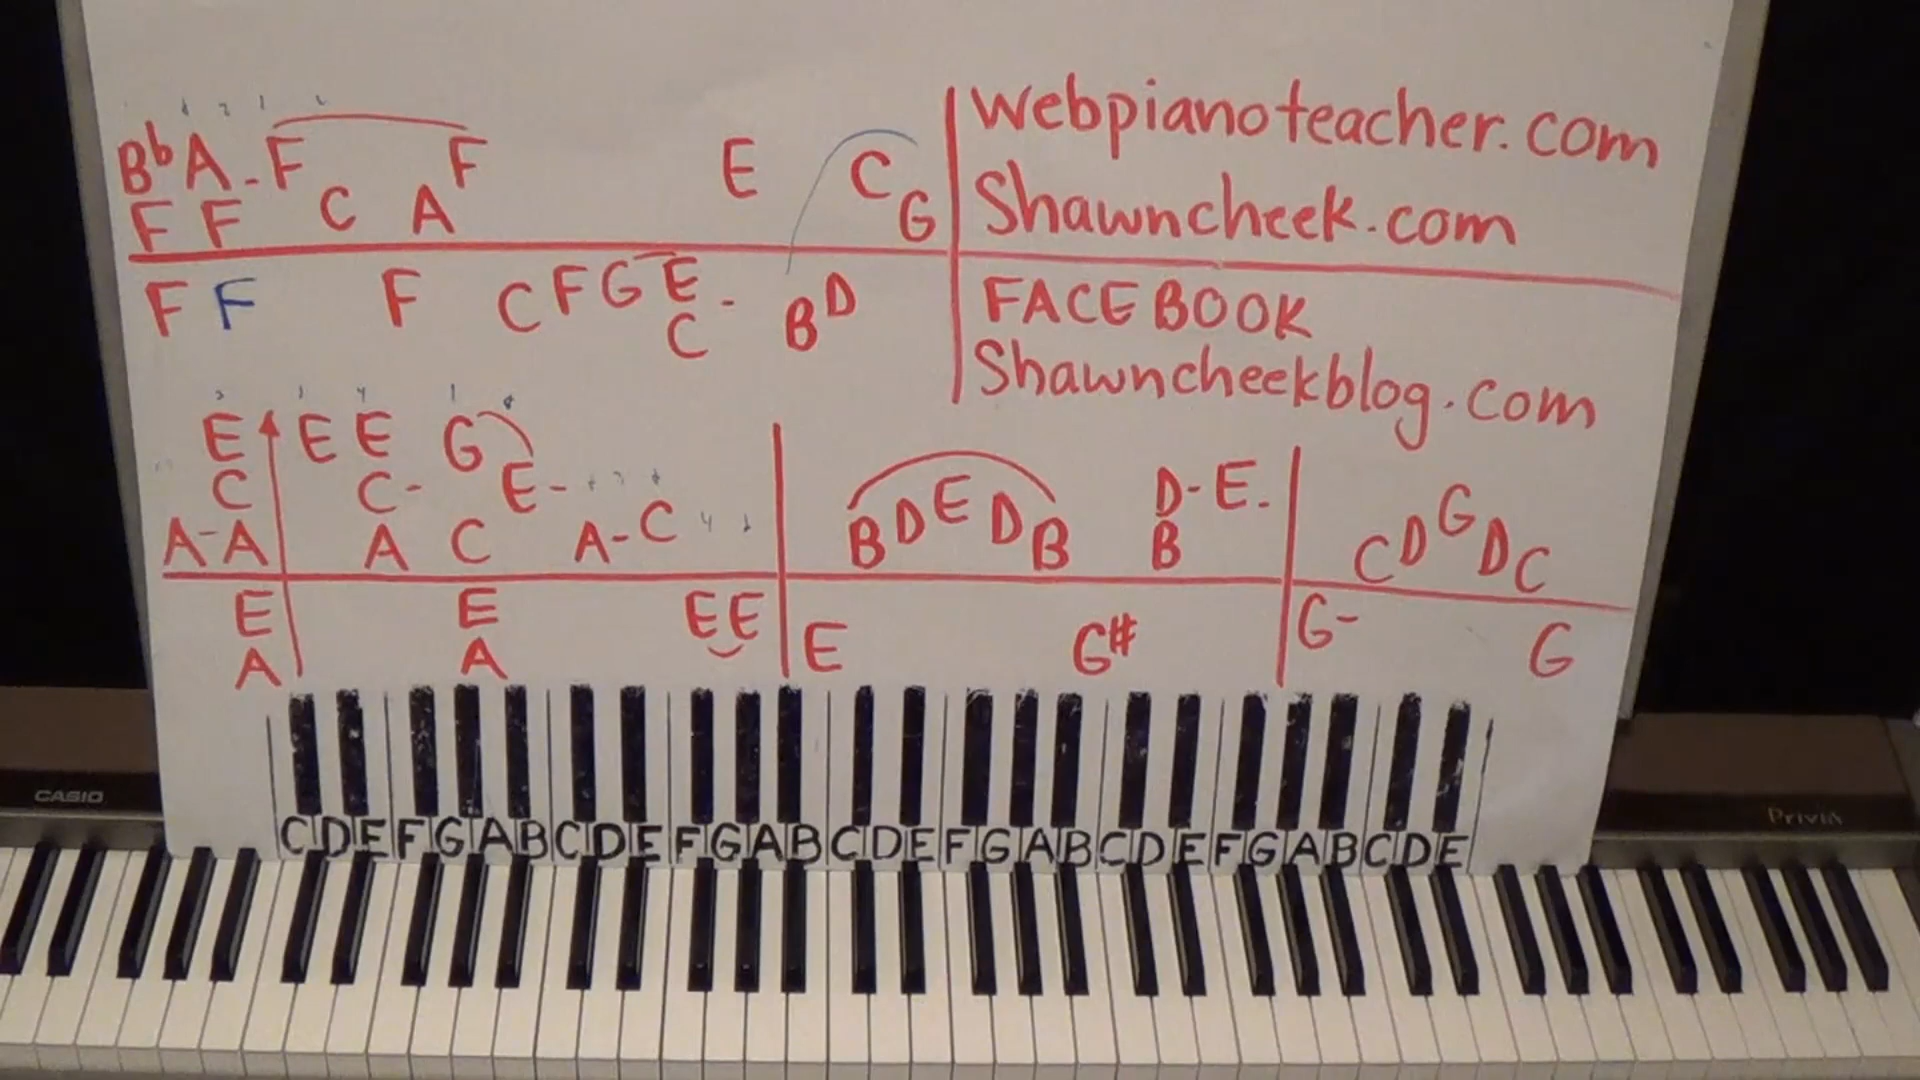 webpianoteacher.com
Shawncheek.com
FACEBOOK
Shawncheekblog.com
Bb A - F F E C
F F C A G
F F F C F G E - B D
C
E E E G
C C - E -
A - A A C A - C
E E E E
A A
B D E D B D - E -
B
E G#
C D G D C
G - G
C D E F G A B C D E F G A B C D E F G A B C D E F G A B C D E
CASIO
Privia